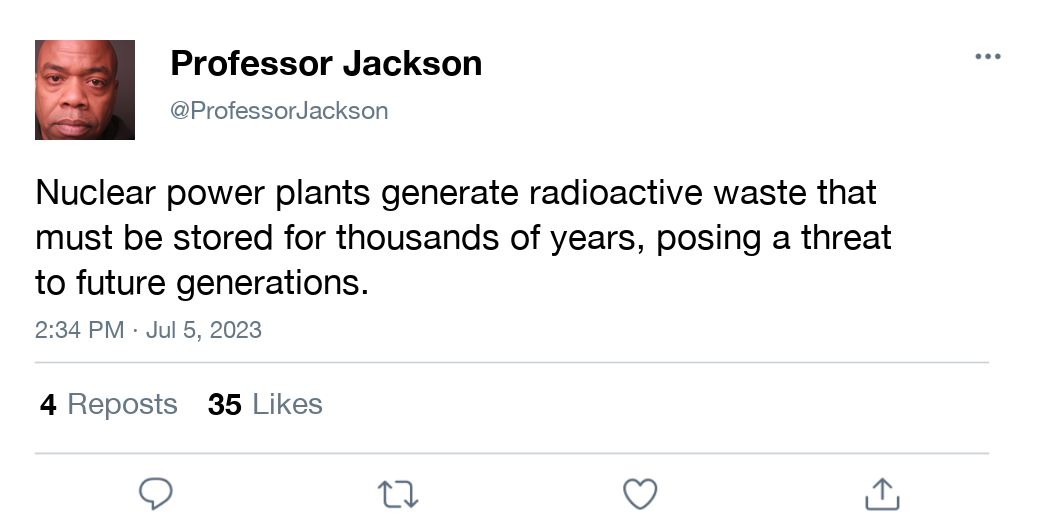 Professor Jackson
@ProfessorJackson
Nuclear power plants generate radioactive waste that
must be stored for thousands of years, posing a threat
to future generations.
2:34 PM · Jul 5, 2023
4 Reposts 35 Likes